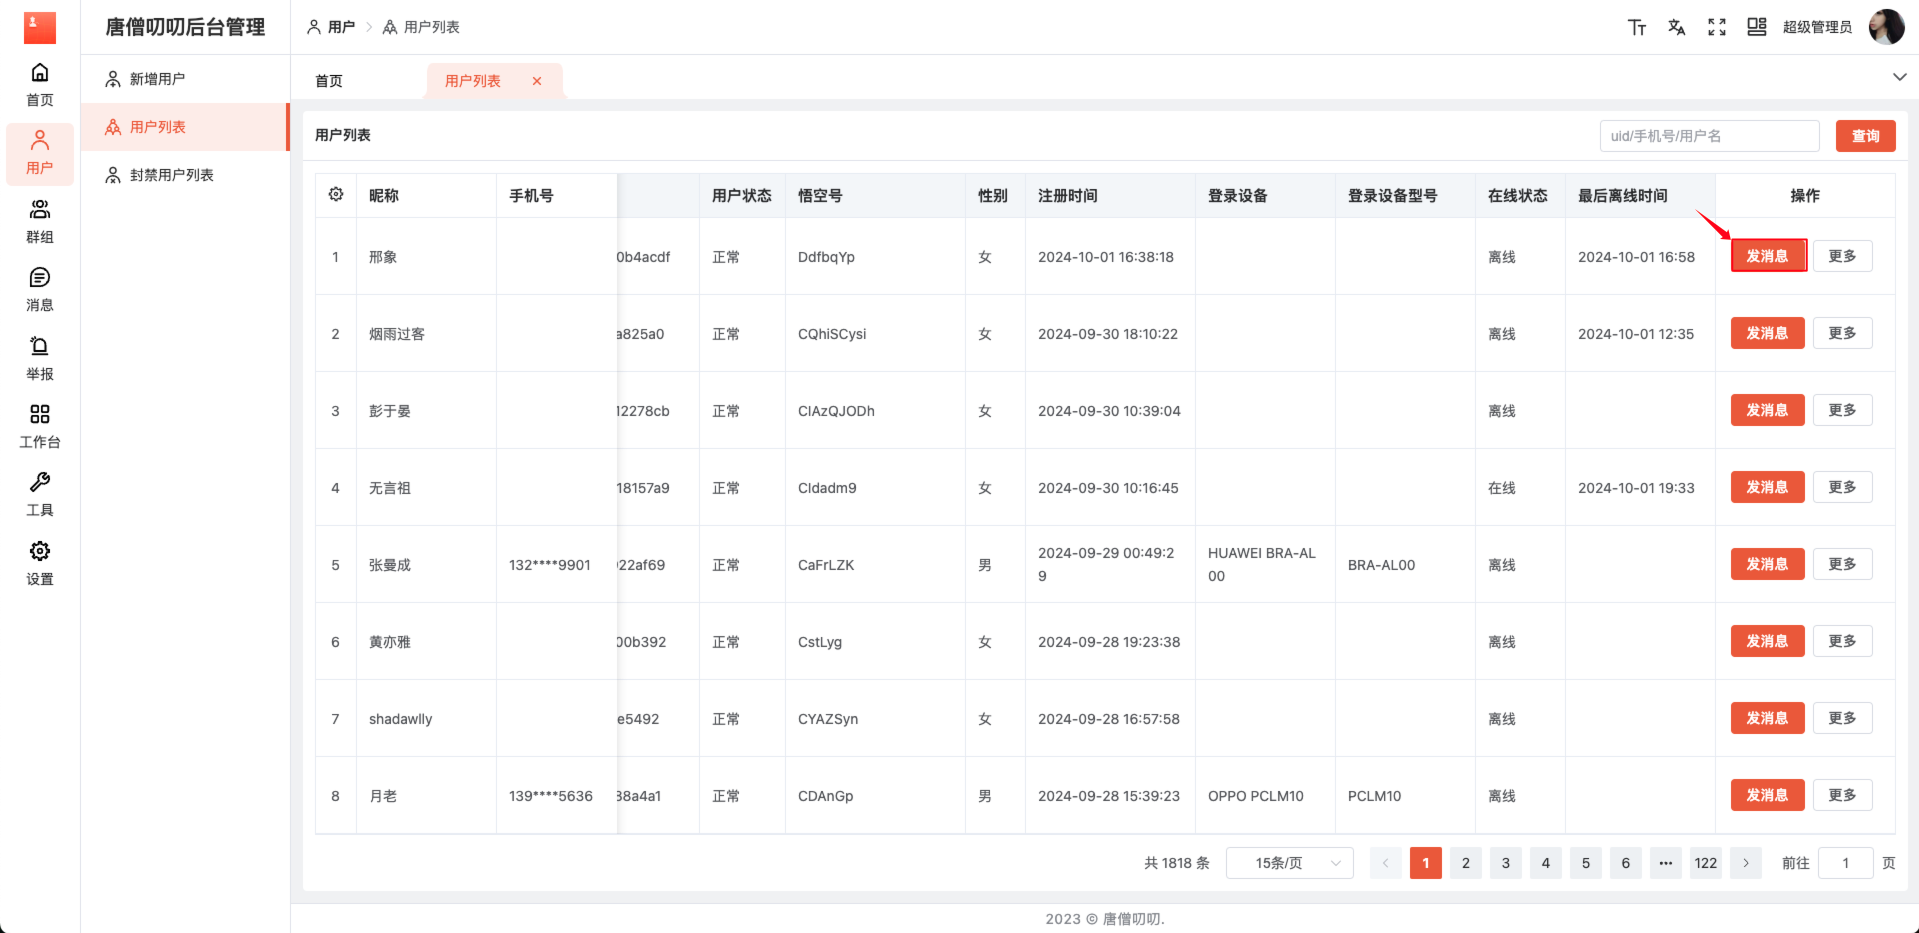 唐僧叨叨后台管理
用户 用户列表
超级管理员
首页
用户
群组
消息
举报
工作台
工具
设置
新增用户
用户列表
封禁用户列表
首页 用户列表
用户列表
uid/手机号/用户名 查询
昵称 手机号 用户状态 悟空号 性别 注册时间 登录设备 登录设备型号 在线状态 最后离线时间 操作
1 邢象 0b4acdf 正常 DdfbqYp 女 2024-10-01 16:38:18 离线 2024-10-01 16:58 发消息 更多
2 烟雨过客 a825a0 正常 CQhiSCysi 女 2024-09-30 18:10:22 离线 2024-10-01 12:35 发消息 更多
3 彭于晏 12278cb 正常 ClAzQJODh 女 2024-09-30 10:39:04 离线 发消息 更多
4 无言祖 18157a9 正常 Cldadm9 女 2024-09-30 10:16:45 在线 2024-10-01 19:33 发消息 更多
5 张曼成 132****9901 22af69 正常 CaFrLZK 男 2024-09-29 00:49:2
9 HUAWEI BRA-AL
00 BRA-AL00 离线 发消息 更多
6 黄亦雅 00b392 正常 CstLyg 女 2024-09-28 19:23:38 离线 发消息 更多
7 shadawlly e5492 正常 CYAZSyn 女 2024-09-28 16:57:58 离线 发消息 更多
8 月老 139****5636 38a4a1 正常 CDAnGp 男 2024-09-28 15:39:23 OPPO PCLM10 PCLM10 离线 发消息 更多
共 1818 条 15条/页 1 2 3 4 5 6 ••• 122 前往 1 页
2023 © 唐僧叨叨.